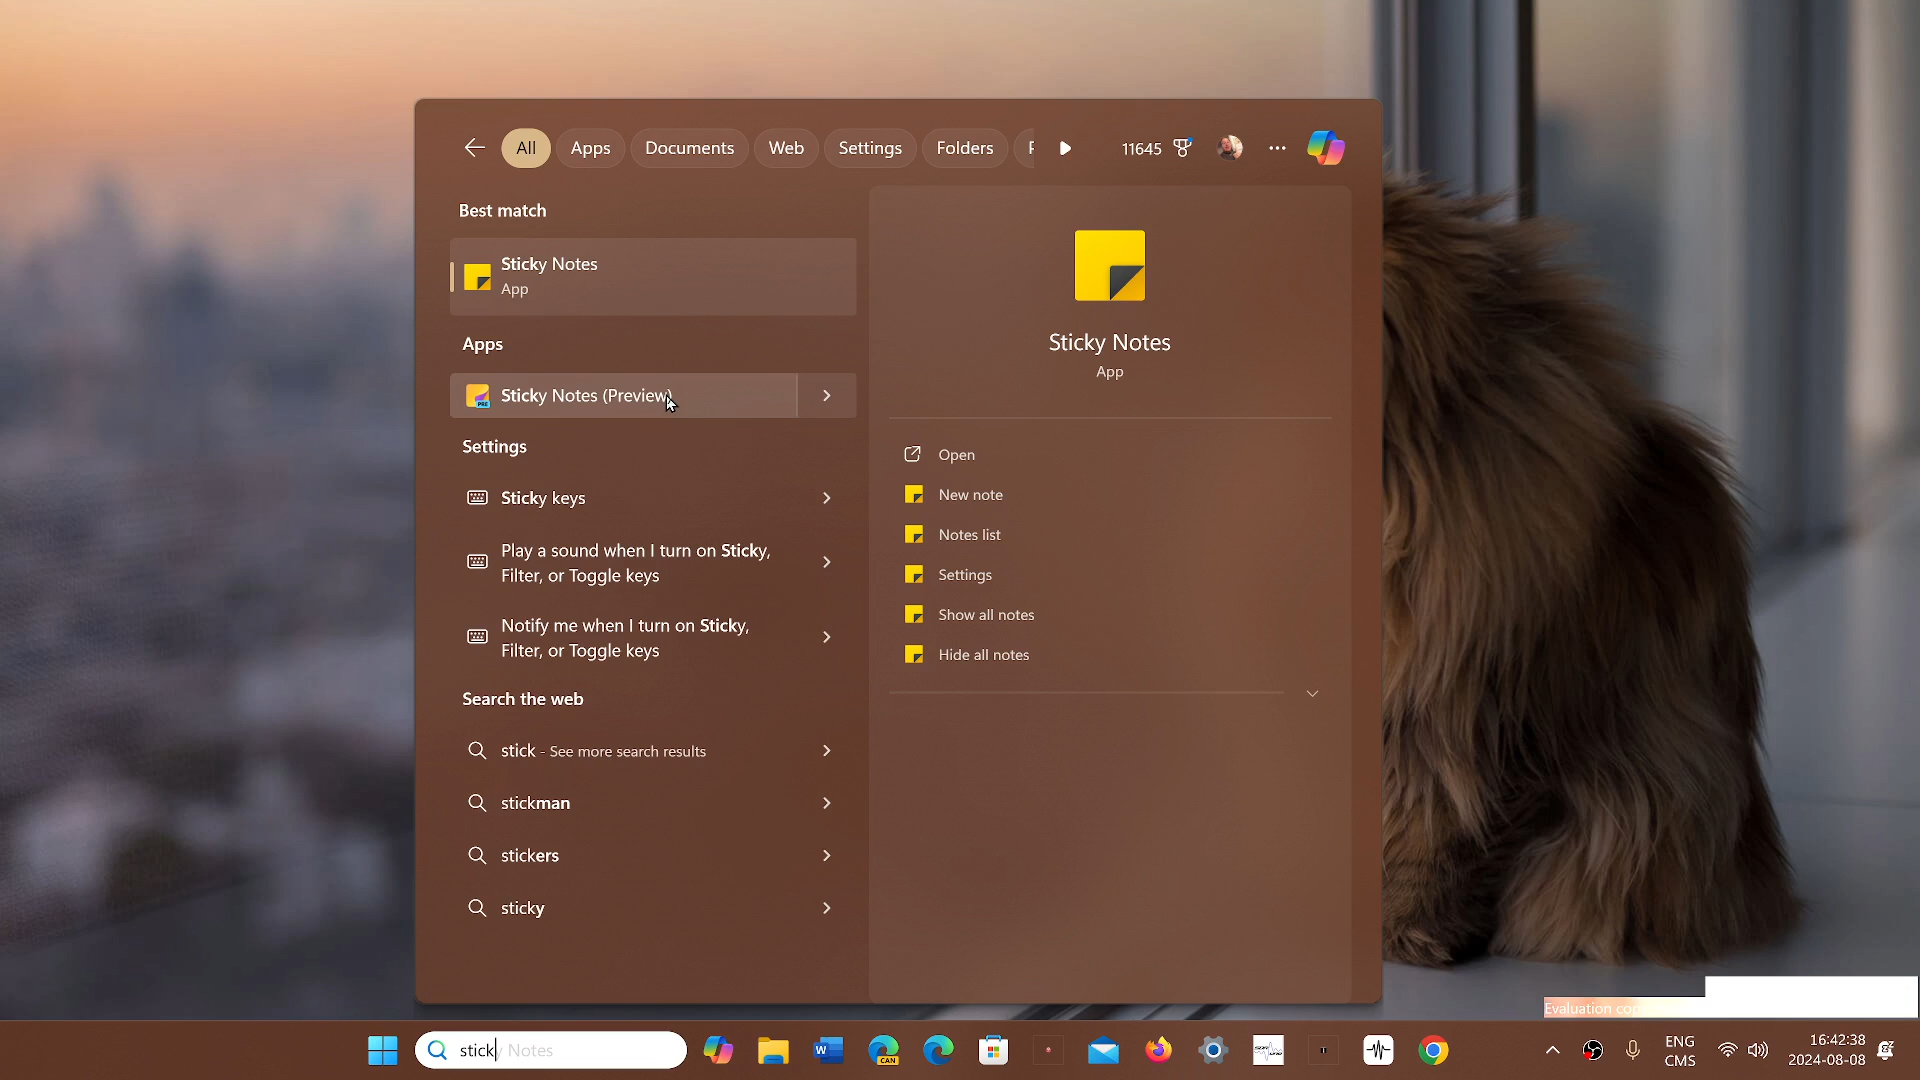 All
Apps
Documents
Web
Settings
Folders
11645
Best match
Sticky Notes
App
Apps
Sticky Notes (Preview)
Settings
Sticky keys
Play a sound when I turn on Sticky,
Filter, or Toggle keys
Notify me when I turn on Sticky,
Filter, or Toggle keys
Search the web
stick - See more search results
stickman
stickers
sticky
Sticky Notes
App
Open
New note
Notes list
Settings
Show all notes
Hide all notes
Evaluation
sticky Notes
CAN
ENG
CMS
16:42:38
2024-08-08